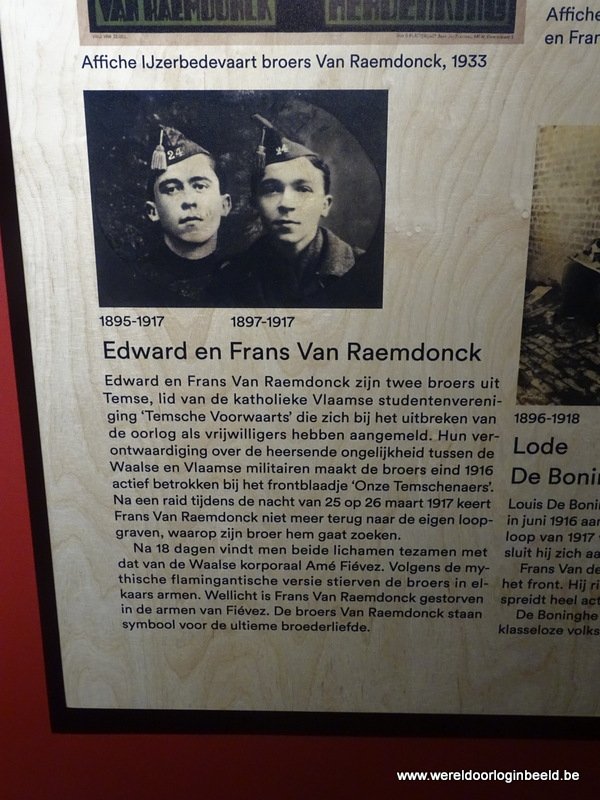 VAN RAEMDONCK HERDENKING
Affiche IJzerbedevaart broers Van Raemdonck, 1933
Affiche
en Fran
24
24
1895-1917 1897-1917
Edward en Frans Van Raemdonck
Edward en Frans Van Raemdonck zijn twee broers uit
Temse, lid van de katholieke Vlaamse studentenvereni-
ging ‘Temsche Voorwaarts’ die zich bij het uitbreken van
de oorlog als vrijwilligers hebben aangemeld. Hun ver-
ontwaardiging over de heersende ongelijkheid tussen de
Waalse en Vlaamse militairen maakt de broers eind 1916
actief betrokken bij het frontblaadje ‘Onze Temschenaers’.
Na een raid tijdens de nacht van 25 op 26 maart 1917 keert
Frans Van Raemdonck niet meer terug naar de eigen loop-
graven, waarop zijn broer hem gaat zoeken.
Na 18 dagen vindt men beide lichamen tezamen met
dat van de Waalse korporaal Amé Fiévez. Volgens de my-
thische flamingantische versie stierven de broers in el-
kaars armen. Wellicht is Frans Van Raemdonck gestorven
in de armen van Fiévez. De broers Van Raemdonck staan
symbool voor de ultieme broederliefde.
1896-1918
Lode
De Bonin
Louis De Bonin
in juni 1916 aan
loop van 1917
sluit hij zich aa
Frans Van de
het front. Hij ri
spreidt heel act
De Boninghe
klasseloze volks
www.wereldoorloginbeeld.be